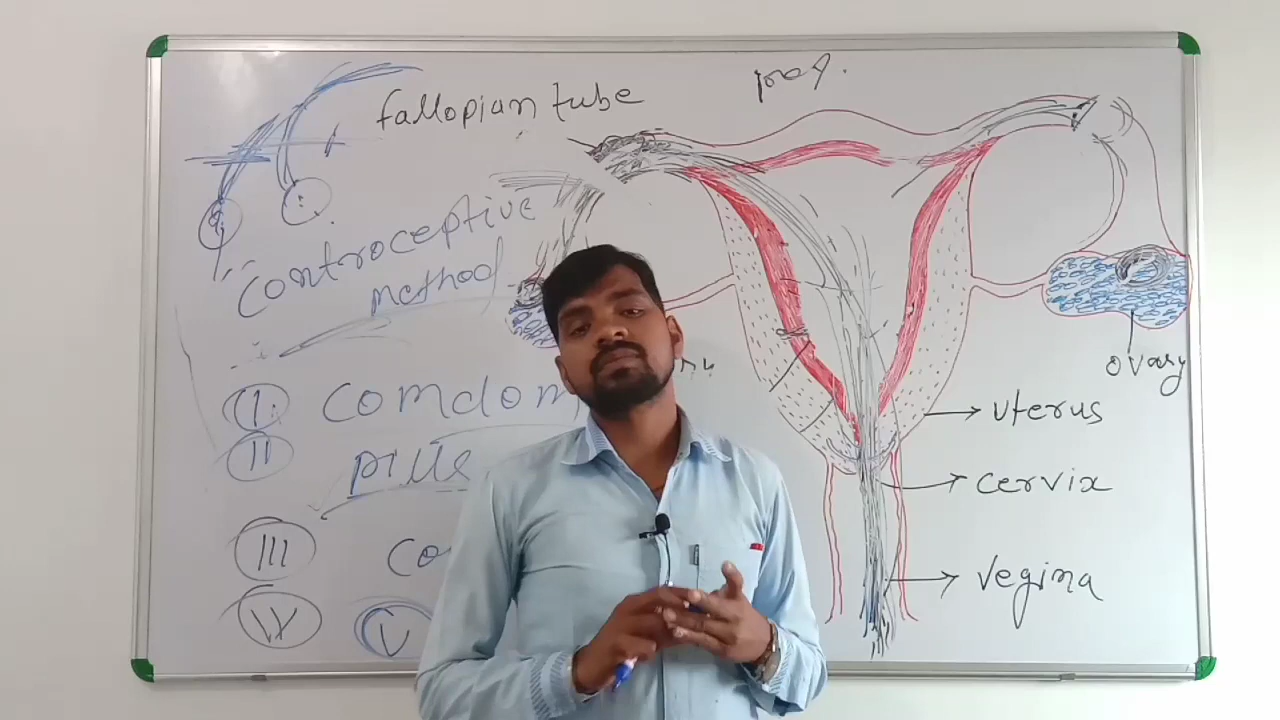 fallopian tube
controceptive
method
I
comdom
II
pills
III
co
IV
V
ovary
uterus
cervix
vegina